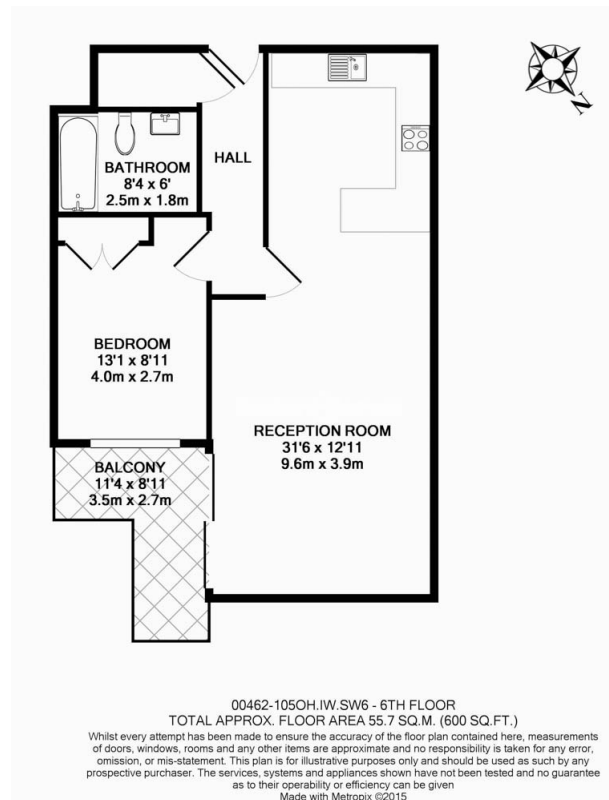 N
HALL
BATHROOM
8'4 x 6'
2.5m x 1.8m
BEDROOM
13'1 x 8'11
4.0m x 2.7m
RECEPTION ROOM
31'6 x 12'11
9.6m x 3.9m
BALCONY
11'4 x 8'11
3.5m x 2.7m
00462-105OH.IW.SW6 - 6TH FLOOR
TOTAL APPROX. FLOOR AREA 55.7 SQ.M. (600 SQ.FT.)
Whilst every attempt has been made to ensure the accuracy of the floor plan contained here, measurements
of doors, windows, rooms and any other items are approximate and no responsibility is taken for any error,
omission, or mis-statement. This plan is for illustrative purposes only and should be used as such by any
prospective purchaser. The services, systems and appliances shown have not been tested and no guarantee
as to their operability or efficiency can be given
Made with Metropix ©2015